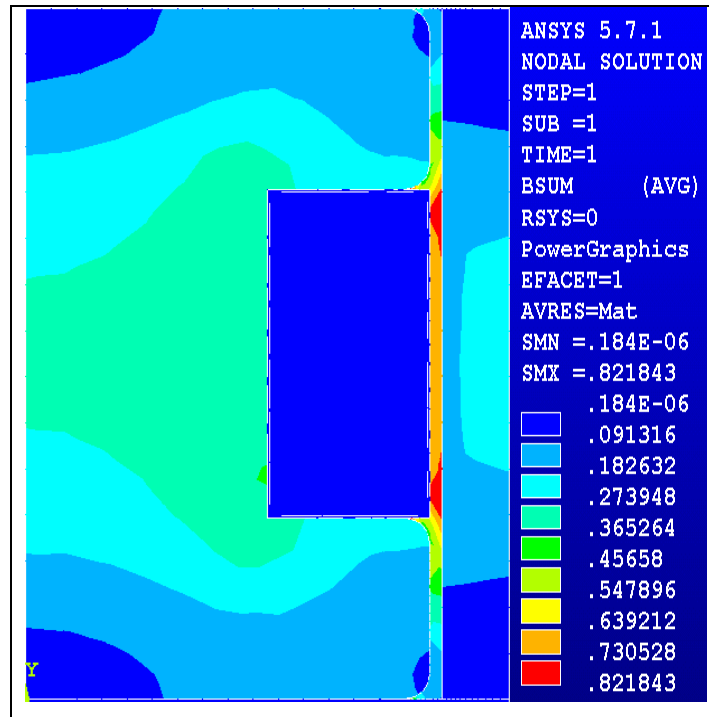 ANSYS 5.7.1
NODAL SOLUTION
STEP=1
SUB =1
TIME=1
BSUM (AVG)
RSYS=0
PowerGraphics
EFACET=1
AVRES=Mat
SMN =.184E-06
SMX =.821843
.184E-06
.091316
.182632
.273948
.365264
.45658
.547896
.639212
.730528
.821843
Y